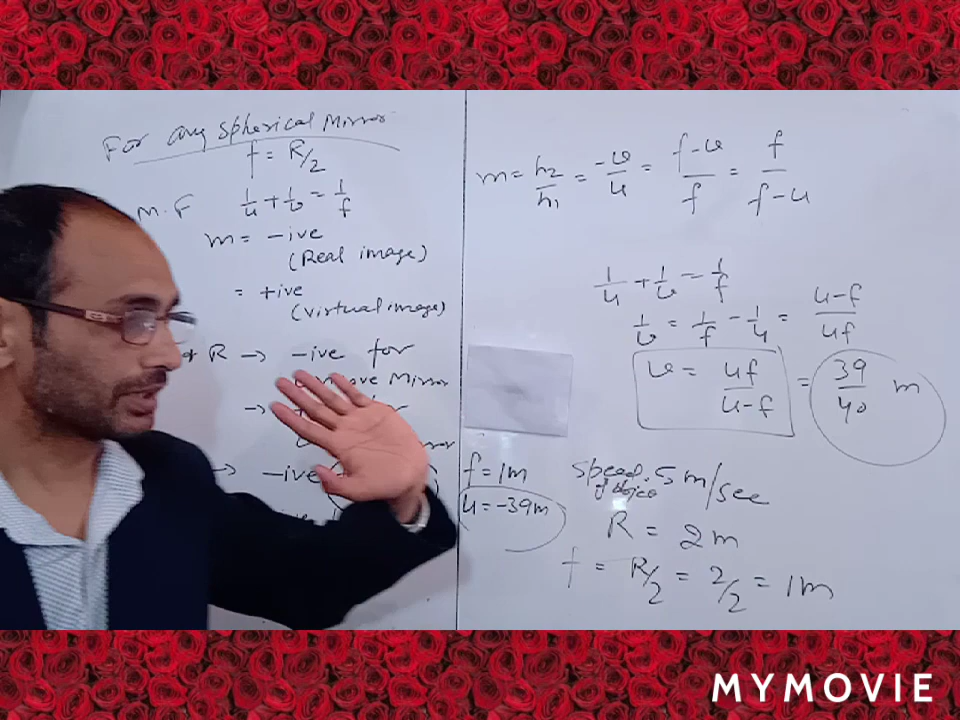 For any Spherical Mirror
f = R/2
M.F 1/u + 1/v = 1/f
m = -ive
(Real image)
= +ive
(virtual image)
R → -ive for
Mirror
→
→ -ive
m = h2/h1 = -v/u = f-v/f = f/f-u
1/u + 1/v = 1/f
1/v = 1/f - 1/u = u-f/uf
v = uf/u-f = 39/40 m
f = 1m
u = -39m
Speed . 5 m/sec
of objec
R = 2m
f = R/2 = 2/2 = 1m
MYMOVIE